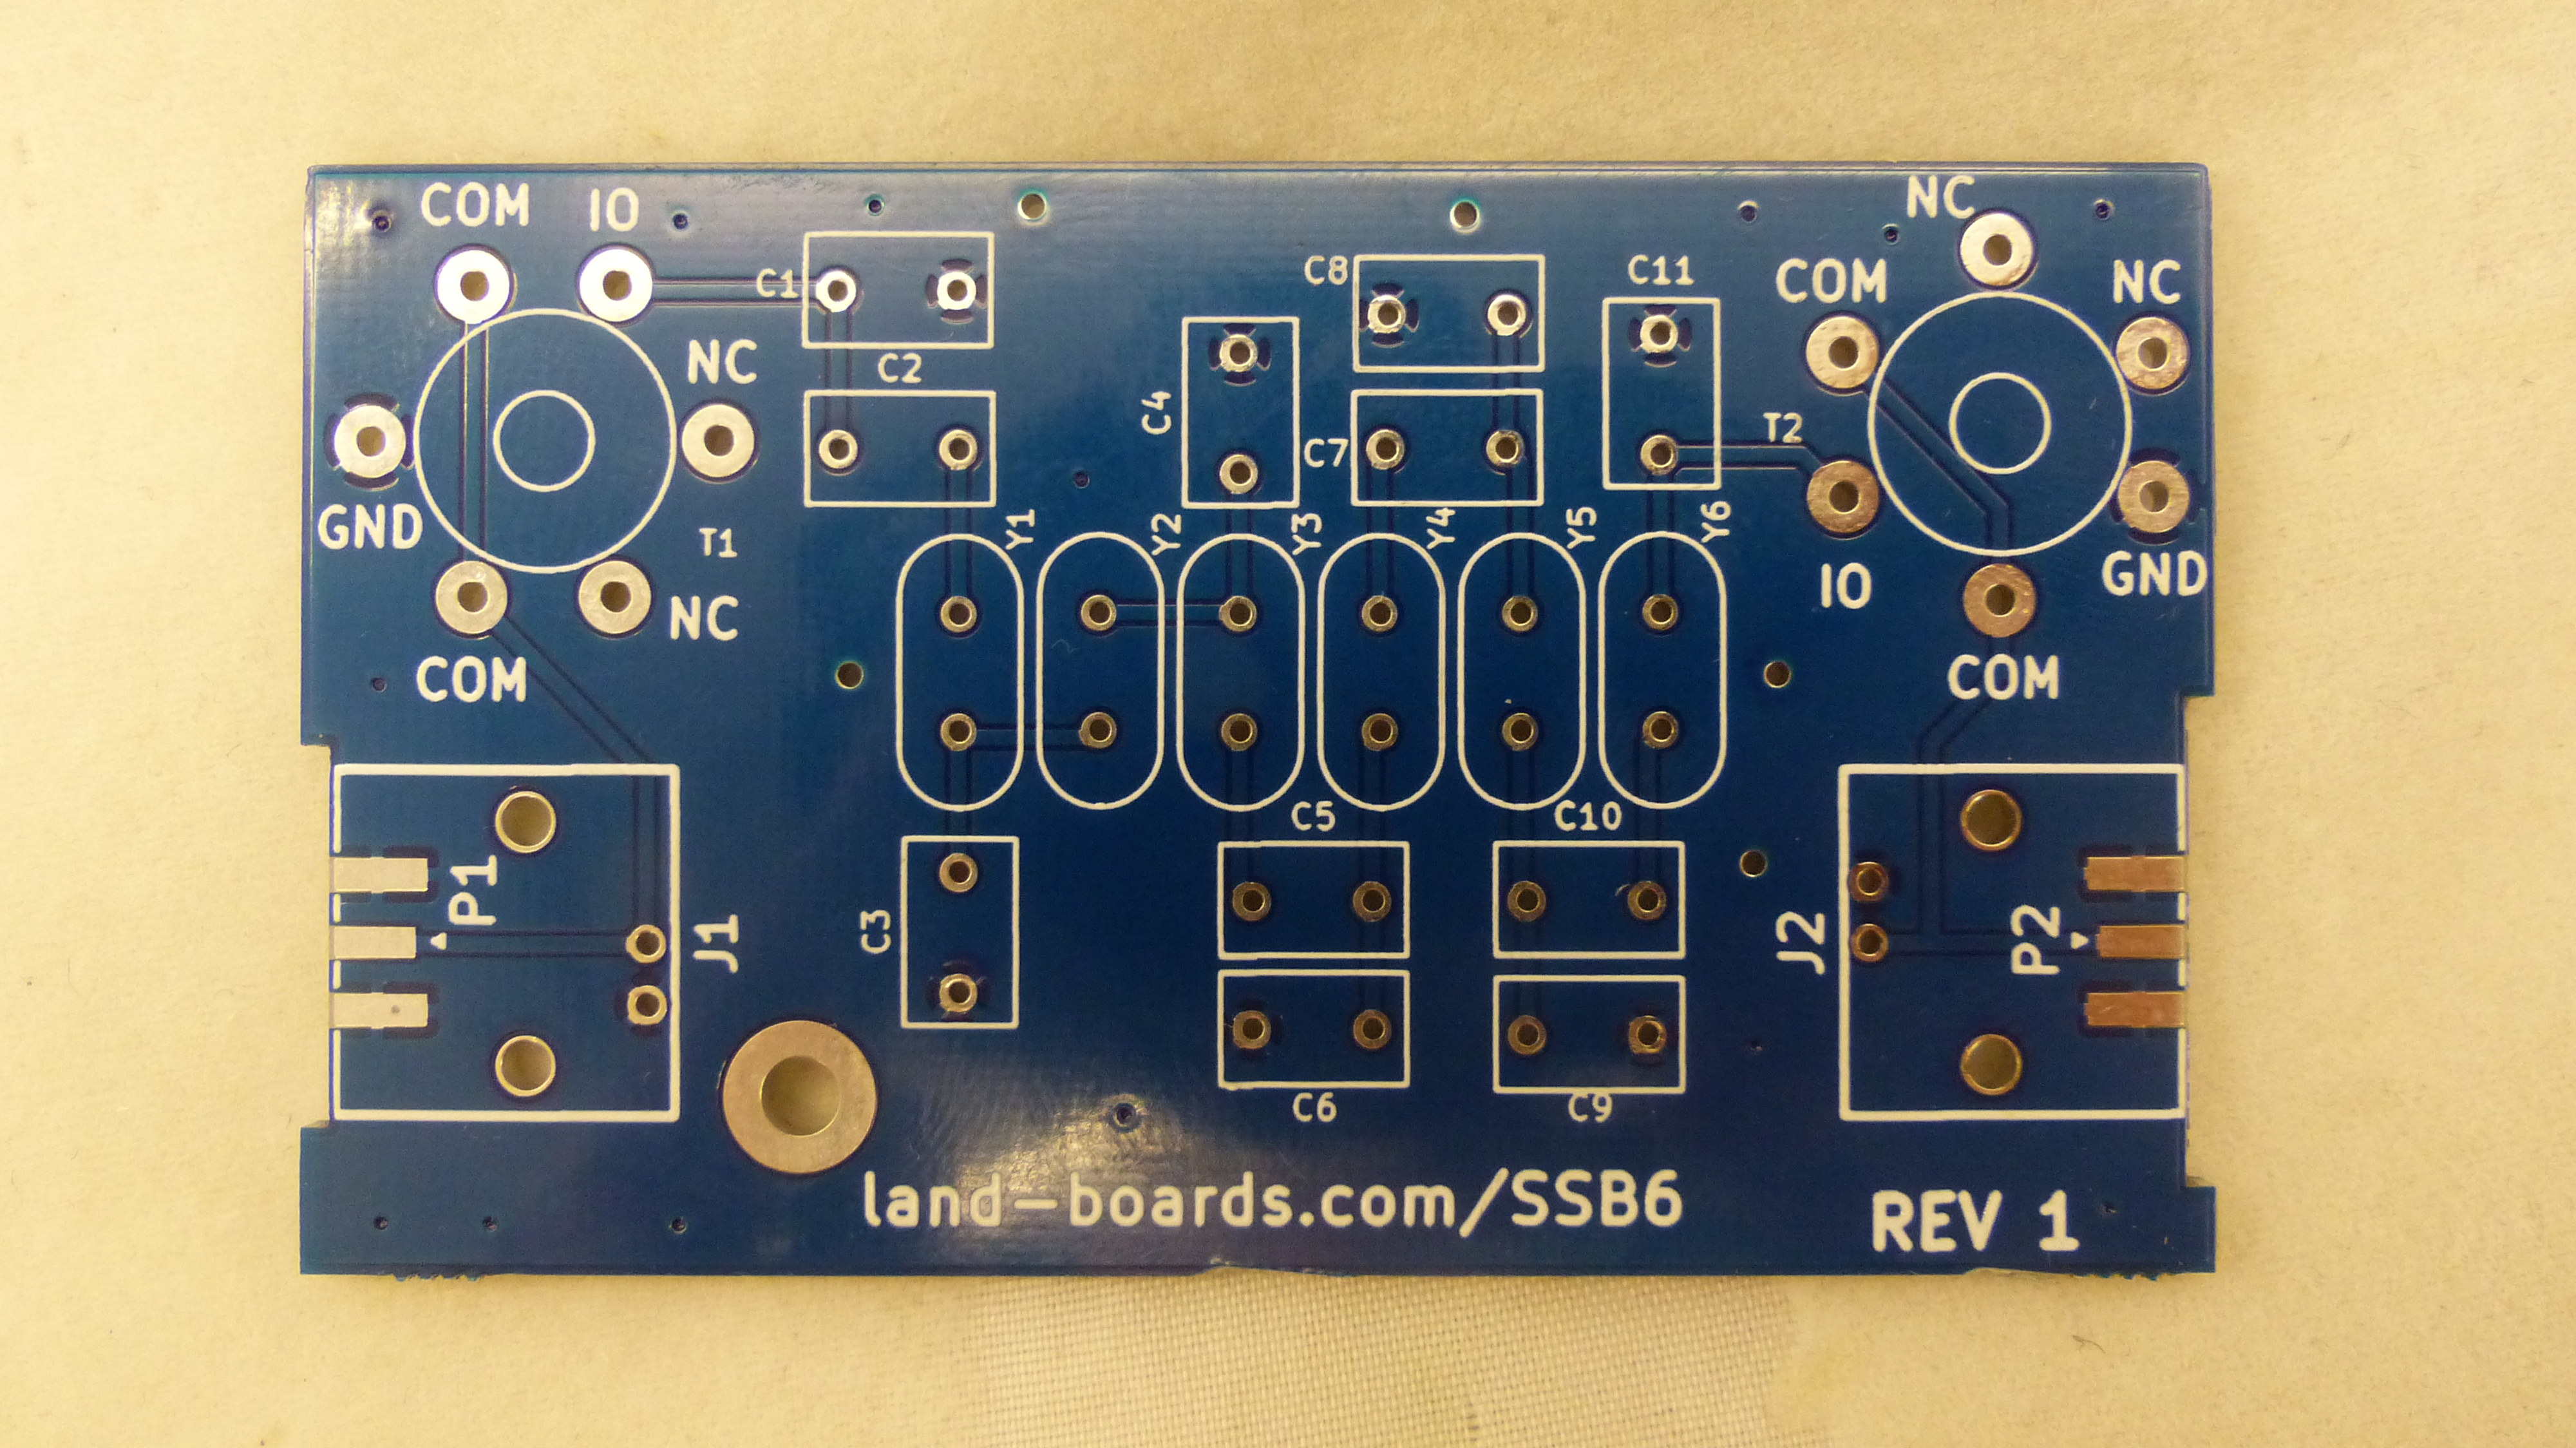 COM IO
NC
C1
C8
C11
COM
NC
C2
NC
C4
C7
T2
GND
T1
Y1
Y2
Y3
Y4
Y5
Y6
IO
GND
NC
COM
COM
C5
C10
P1
J1
C3
J2
P2
C6
C9
land-boards.com/SSB6
REV 1